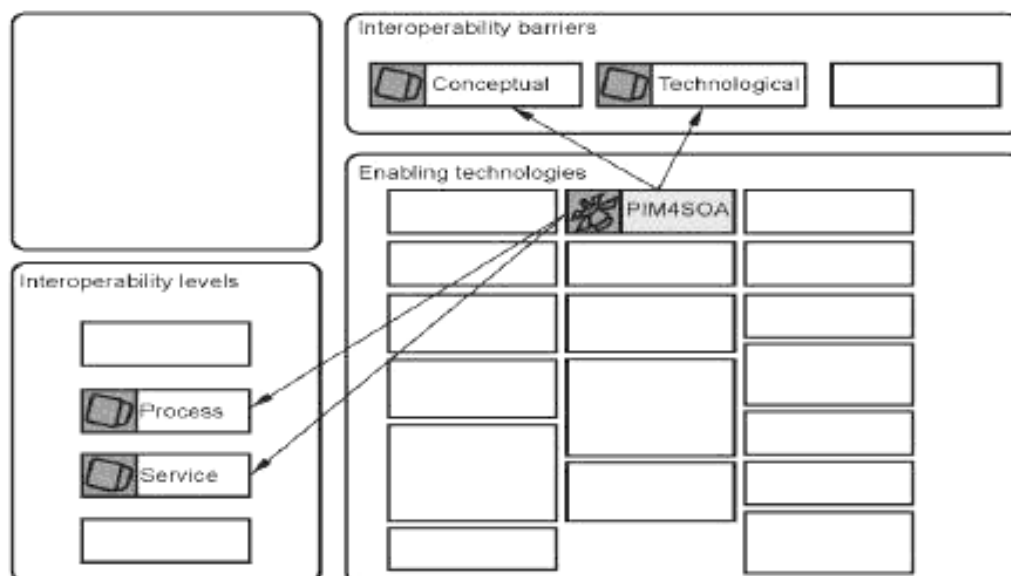 Interoperability barriers
Conceptual
Technological
Enabling technologies
PIM4SOA
Interoperability levels
Process
Service